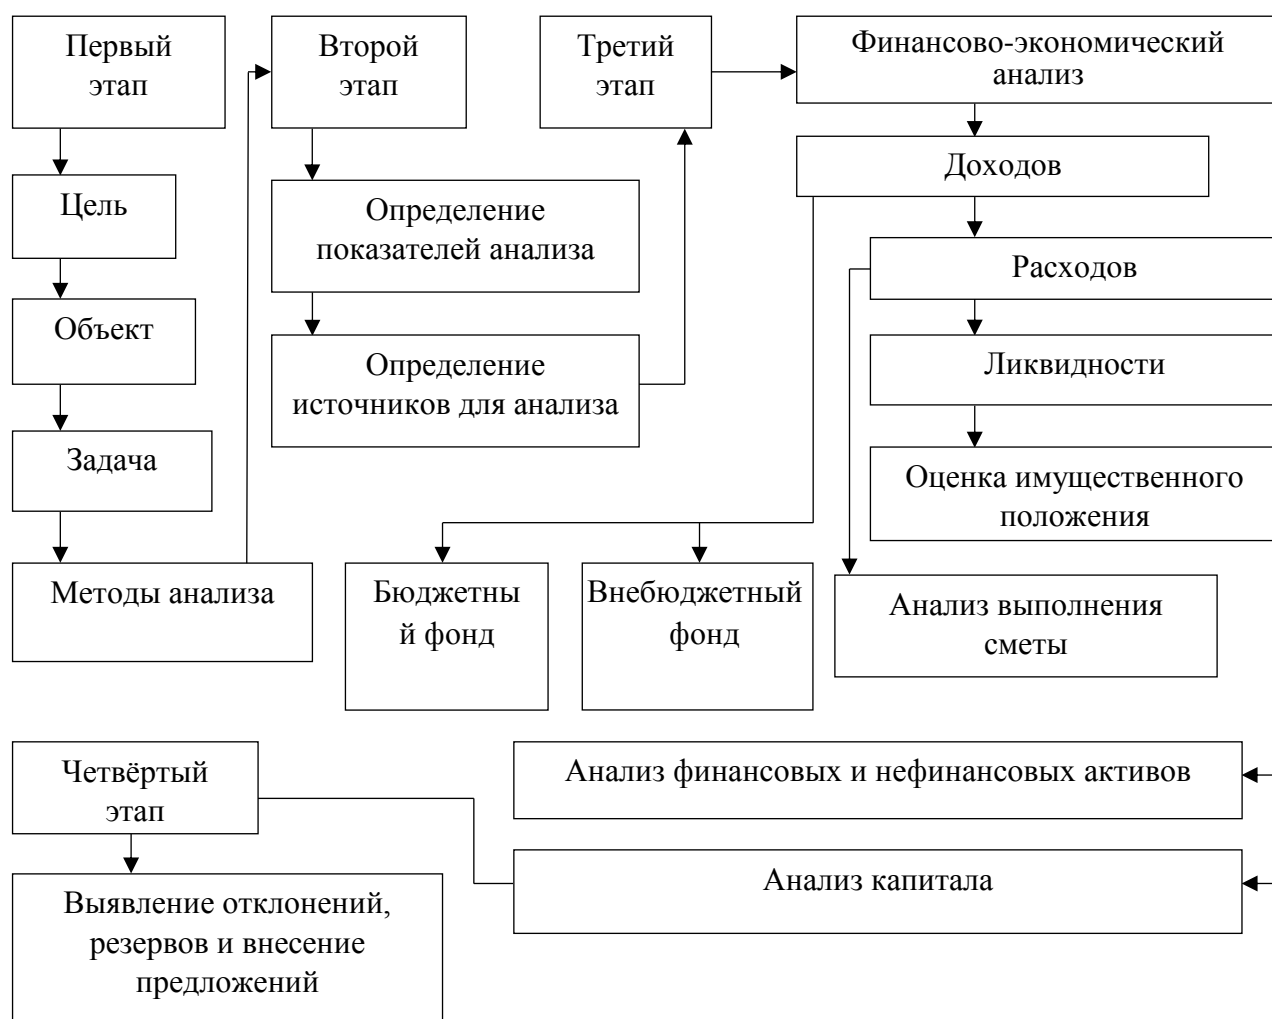 Первый
этап
Второй
этап
Третий
этап
Финансово-экономический
анализ
Доходов
Цель
Определение
показателей анализа
Расходов
Объект
Определение
источников для анализа
Ликвидности
Задача
Оценка имущественного
положения
Методы анализа
Бюджетны
й фонд
Внебюджетный
фонд
Анализ выполнения
сметы
Четвёртый
этап
Анализ финансовых и нефинансовых активов
Анализ капитала
Выявление отклонений,
резервов и внесение
предложений